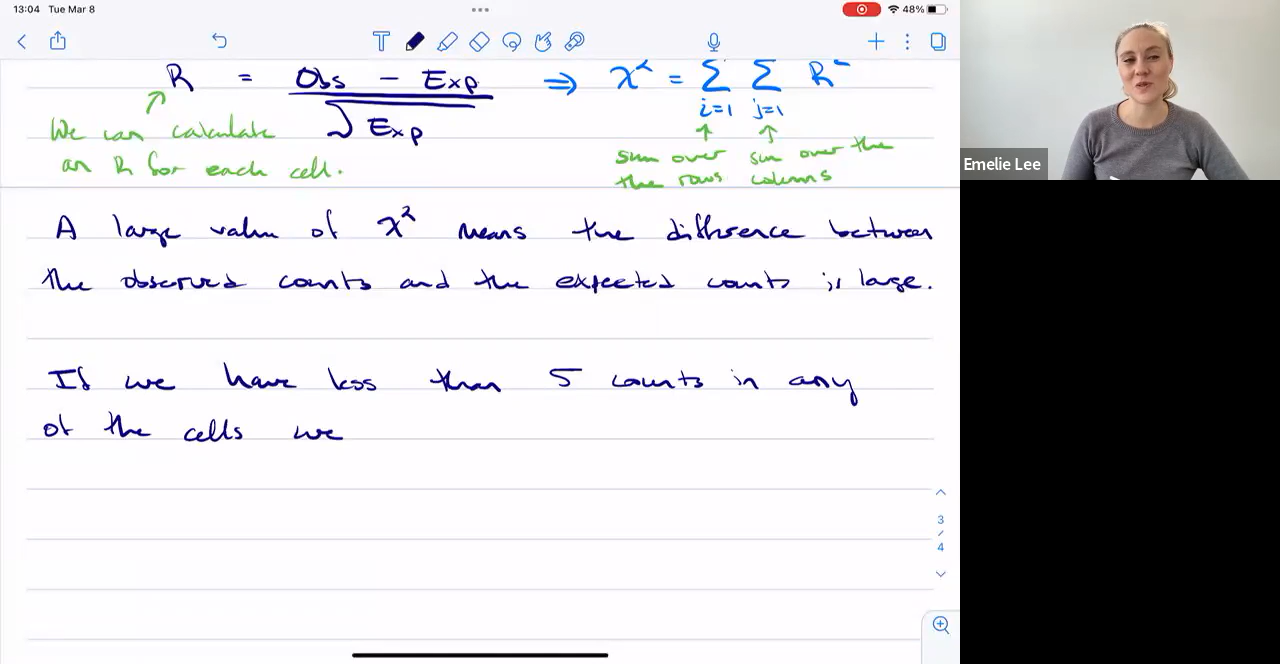 13:04 Tue Mar 8
48%
R = Obs - Exp ⇒ χ² = Σ Σ R²
√Exp
i=1 j=1
We can calculate
an R for each cell.
sum over the rows
sum over the columns
Emelie Lee
A large value of χ² means the difference between
the observed counts and the expected counts is large.
If we have less than 5 counts in any
of the cells we
3
/
4